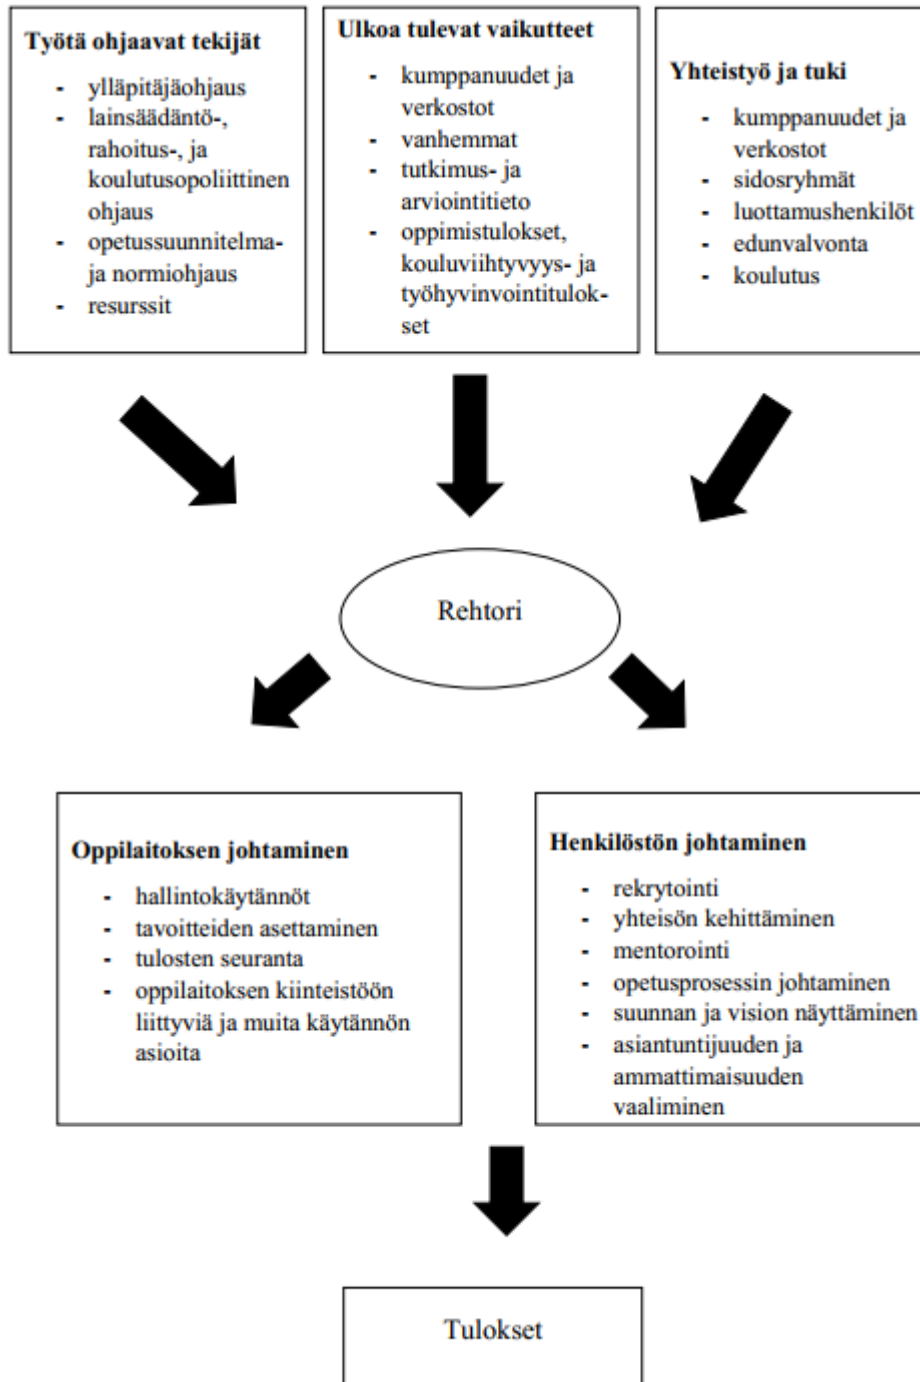 Työtä ohjaavat tekijät
- ylläpitäjäohjaus
- lainsäädäntö-,
rahoitus-, ja
koulutusopoliittinen
ohjaus
- opetussuunnitelma-
ja normiohjaus
- resurssit
Ulkoa tulevat vaikutteet
- kumppanuudet ja
verkostot
- vanhemmat
- tutkimus- ja
arviointitieto
- oppimistulokset,
kouluviihtyvyys- ja
työhyvinvointitulok-
set
Yhteistyö ja tuki
- kumppanuudet ja
verkostot
- sidosryhmät
- luottamushenkilöt
- edunvalvonta
- koulutus
Rehtori
Oppilaitoksen johtaminen
- hallintokäytännöt
- tavoitteiden asettaminen
- tulosten seuranta
- oppilaitoksen kiinteistöön
liittyviä ja muita käytännön
asioita
Henkilöstön johtaminen
- rekrytointi
- yhteisön kehittäminen
- mentorointi
- opetusprosessin johtaminen
- suunnan ja vision näyttäminen
- asiantuntijuuden ja
ammattimaisuuden
vaaliminen
Tulokset